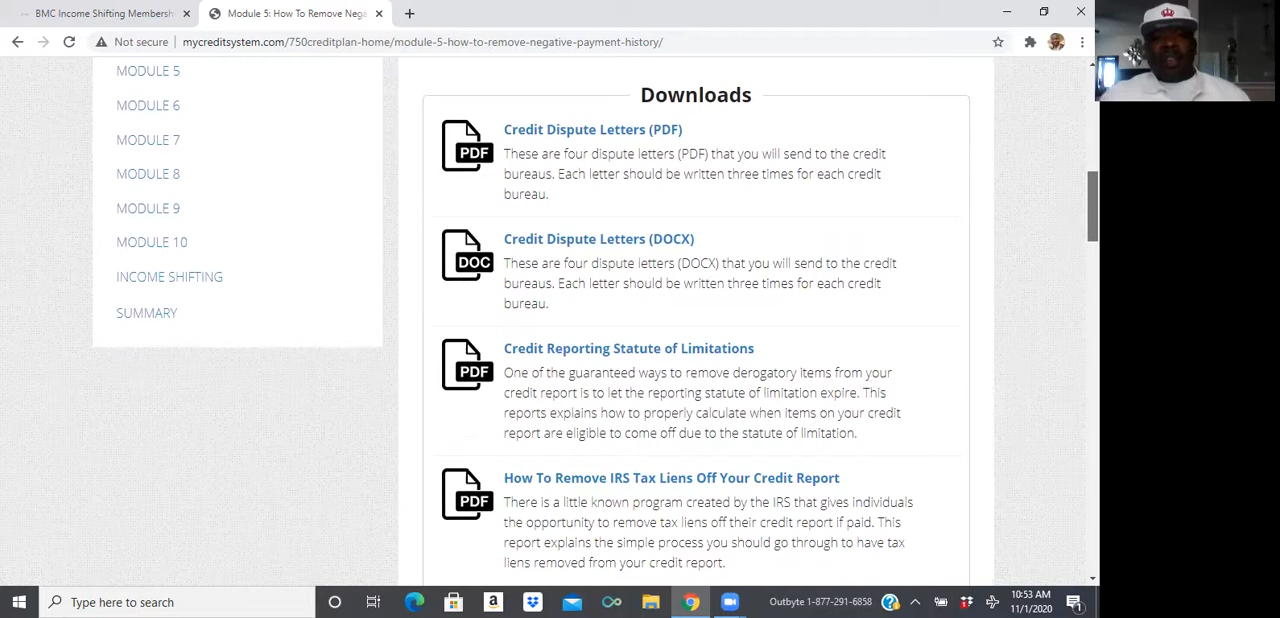 BMC Income Shifting Membersh
Module 5: How To Remove Nega
Not secure
mycreditsystem.com/750creditplan-home/module-5-how-to-remove-negative-payment-history/
MODULE 5
MODULE 6
MODULE 7
MODULE 8
MODULE 9
MODULE 10
INCOME SHIFTING
SUMMARY
Downloads
PDF
Credit Dispute Letters (PDF)
These are four dispute letters (PDF) that you will send to the credit
bureaus. Each letter should be written three times for each credit
bureau.
DOC
Credit Dispute Letters (DOCX)
These are four dispute letters (DOCX) that you will send to the credit
bureaus. Each letter should be written three times for each credit
bureau.
PDF
Credit Reporting Statute of Limitations
One of the guaranteed ways to remove derogatory items from your
credit report is to let the reporting statute of limitation expire. This
reports explains how to properly calculate when items on your credit
report are eligible to come off due to the statute of limitation.
PDF
How To Remove IRS Tax Liens Off Your Credit Report
There is a little known program created by the IRS that gives individuals
the opportunity to remove tax liens off their credit report if paid. This
report explains the simple process you should go through to have tax
liens removed from your credit report.
Type here to search
Outbyte 1-877-291-6858
10:53 AM
11/1/2020
1